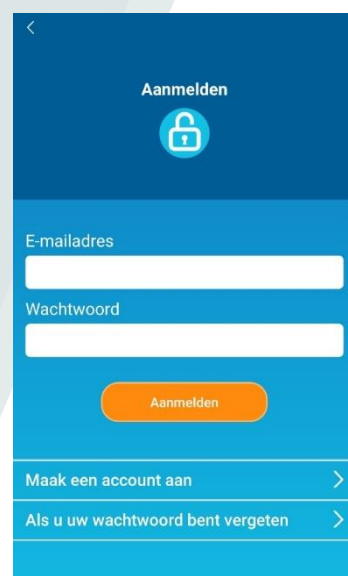 Aanmelden
E-mailadres
Wachtwoord
Aanmelden
Maak een account aan
Als u uw wachtwoord bent vergeten